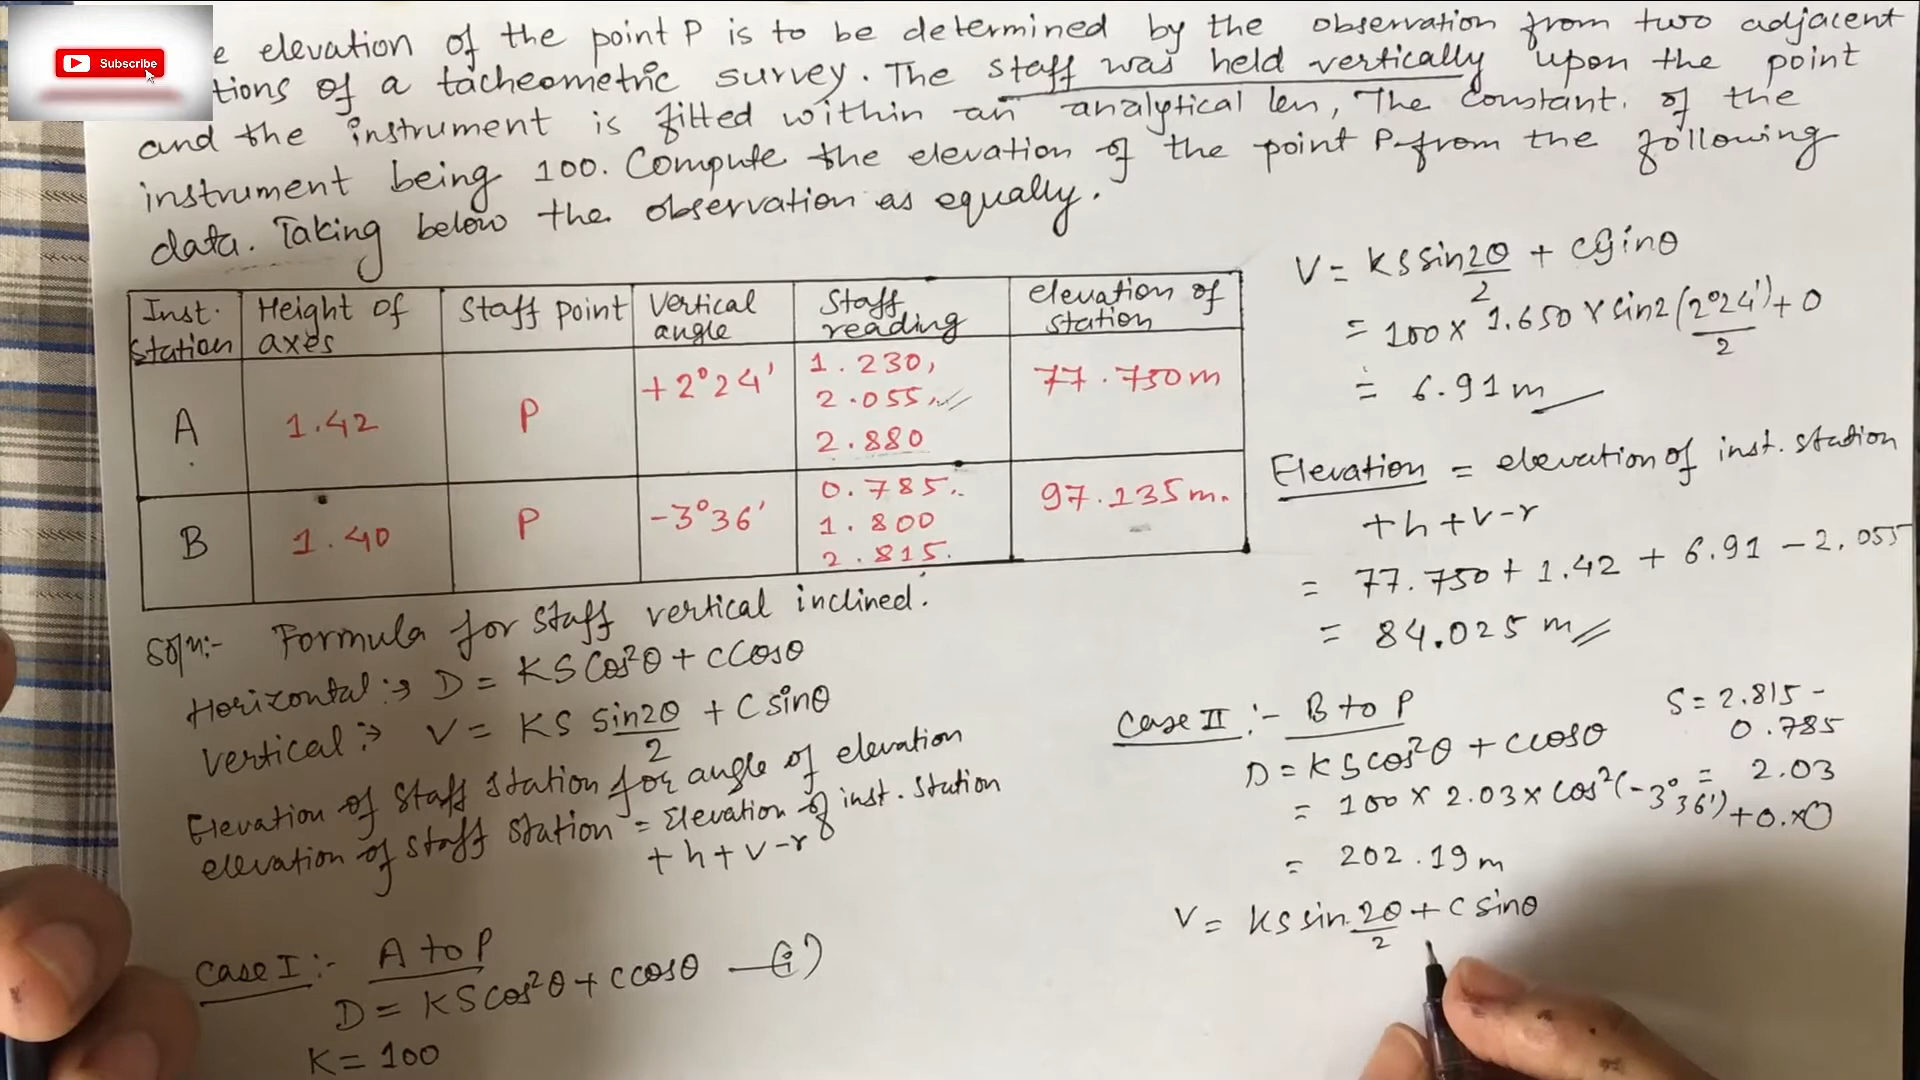 Subscribe
e elevation of the point P is to be determined by the observation from two adjacent
tions of a tacheometric survey. The staff was held vertically upon the point
and the instrument is fitted within an analytical len, The constant. of the
instrument being 100. Compute the elevation of the point P from the following
data. Taking below the observation as equally.
Inst. station | Height of axes | Staff point | Vertical angle | Staff reading | elevation of station
A | 1.42 | P | +2°24' | 1.230, 2.055, 2.880 | 77.750m
B | 1.40 | P | -3°36' | 0.785. 1.800 2.815. | 97.135m.
Soln:- Formula for staff vertical inclined.
Horizontal :→ D = KS Cos²θ + C Cosθ
Vertical :→ V = KS sin2θ/2 + C sinθ
Elevation of staff station for angle of elevation
elevation of staff station = Elevation of inst. station
+ h + v - r
Case I :- A to P
D = KS cos²θ + C cosθ —(i)
K = 100
V = KS sin2θ/2 + C sinθ
= 100 × 1.650 × sin2(2°24')/2 + 0
= 6.91 m
Elevation = elevation of inst. station
+ h + v - r
= 77.750 + 1.42 + 6.91 - 2.055
= 84.025 m
Case II :- B to P
S = 2.815 -
0.785
= 2.03
D = KS cos²θ + C cosθ
= 100 × 2.03 × cos²(-3°36') + 0.×0
= 202.19 m
V = KS sin 2θ/2 + C sinθ